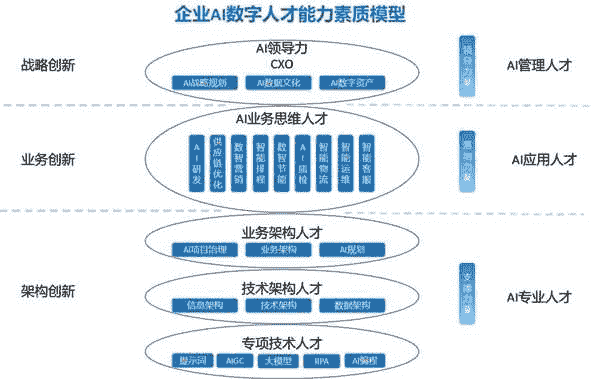 企业AI数字人才能力素质模型
战略创新
AI领导力
CXO
AI战略规划
AI数据文化
AI数字资产
领导力
AI管理人才
业务创新
AI业务思维人才
AI研发
供应链优化
数智营销
智能排程
数智节能
AI质检
智能物流
智能运维
智能客服
AI应用人才
架构创新
业务架构人才
AI项目治理
业务架构
AI规划
技术架构人才
信息架构
技术架构
数据架构
支撑力
AI专业人才
专项技术人才
提示词
AIGC
大模型
RPA
AI编程